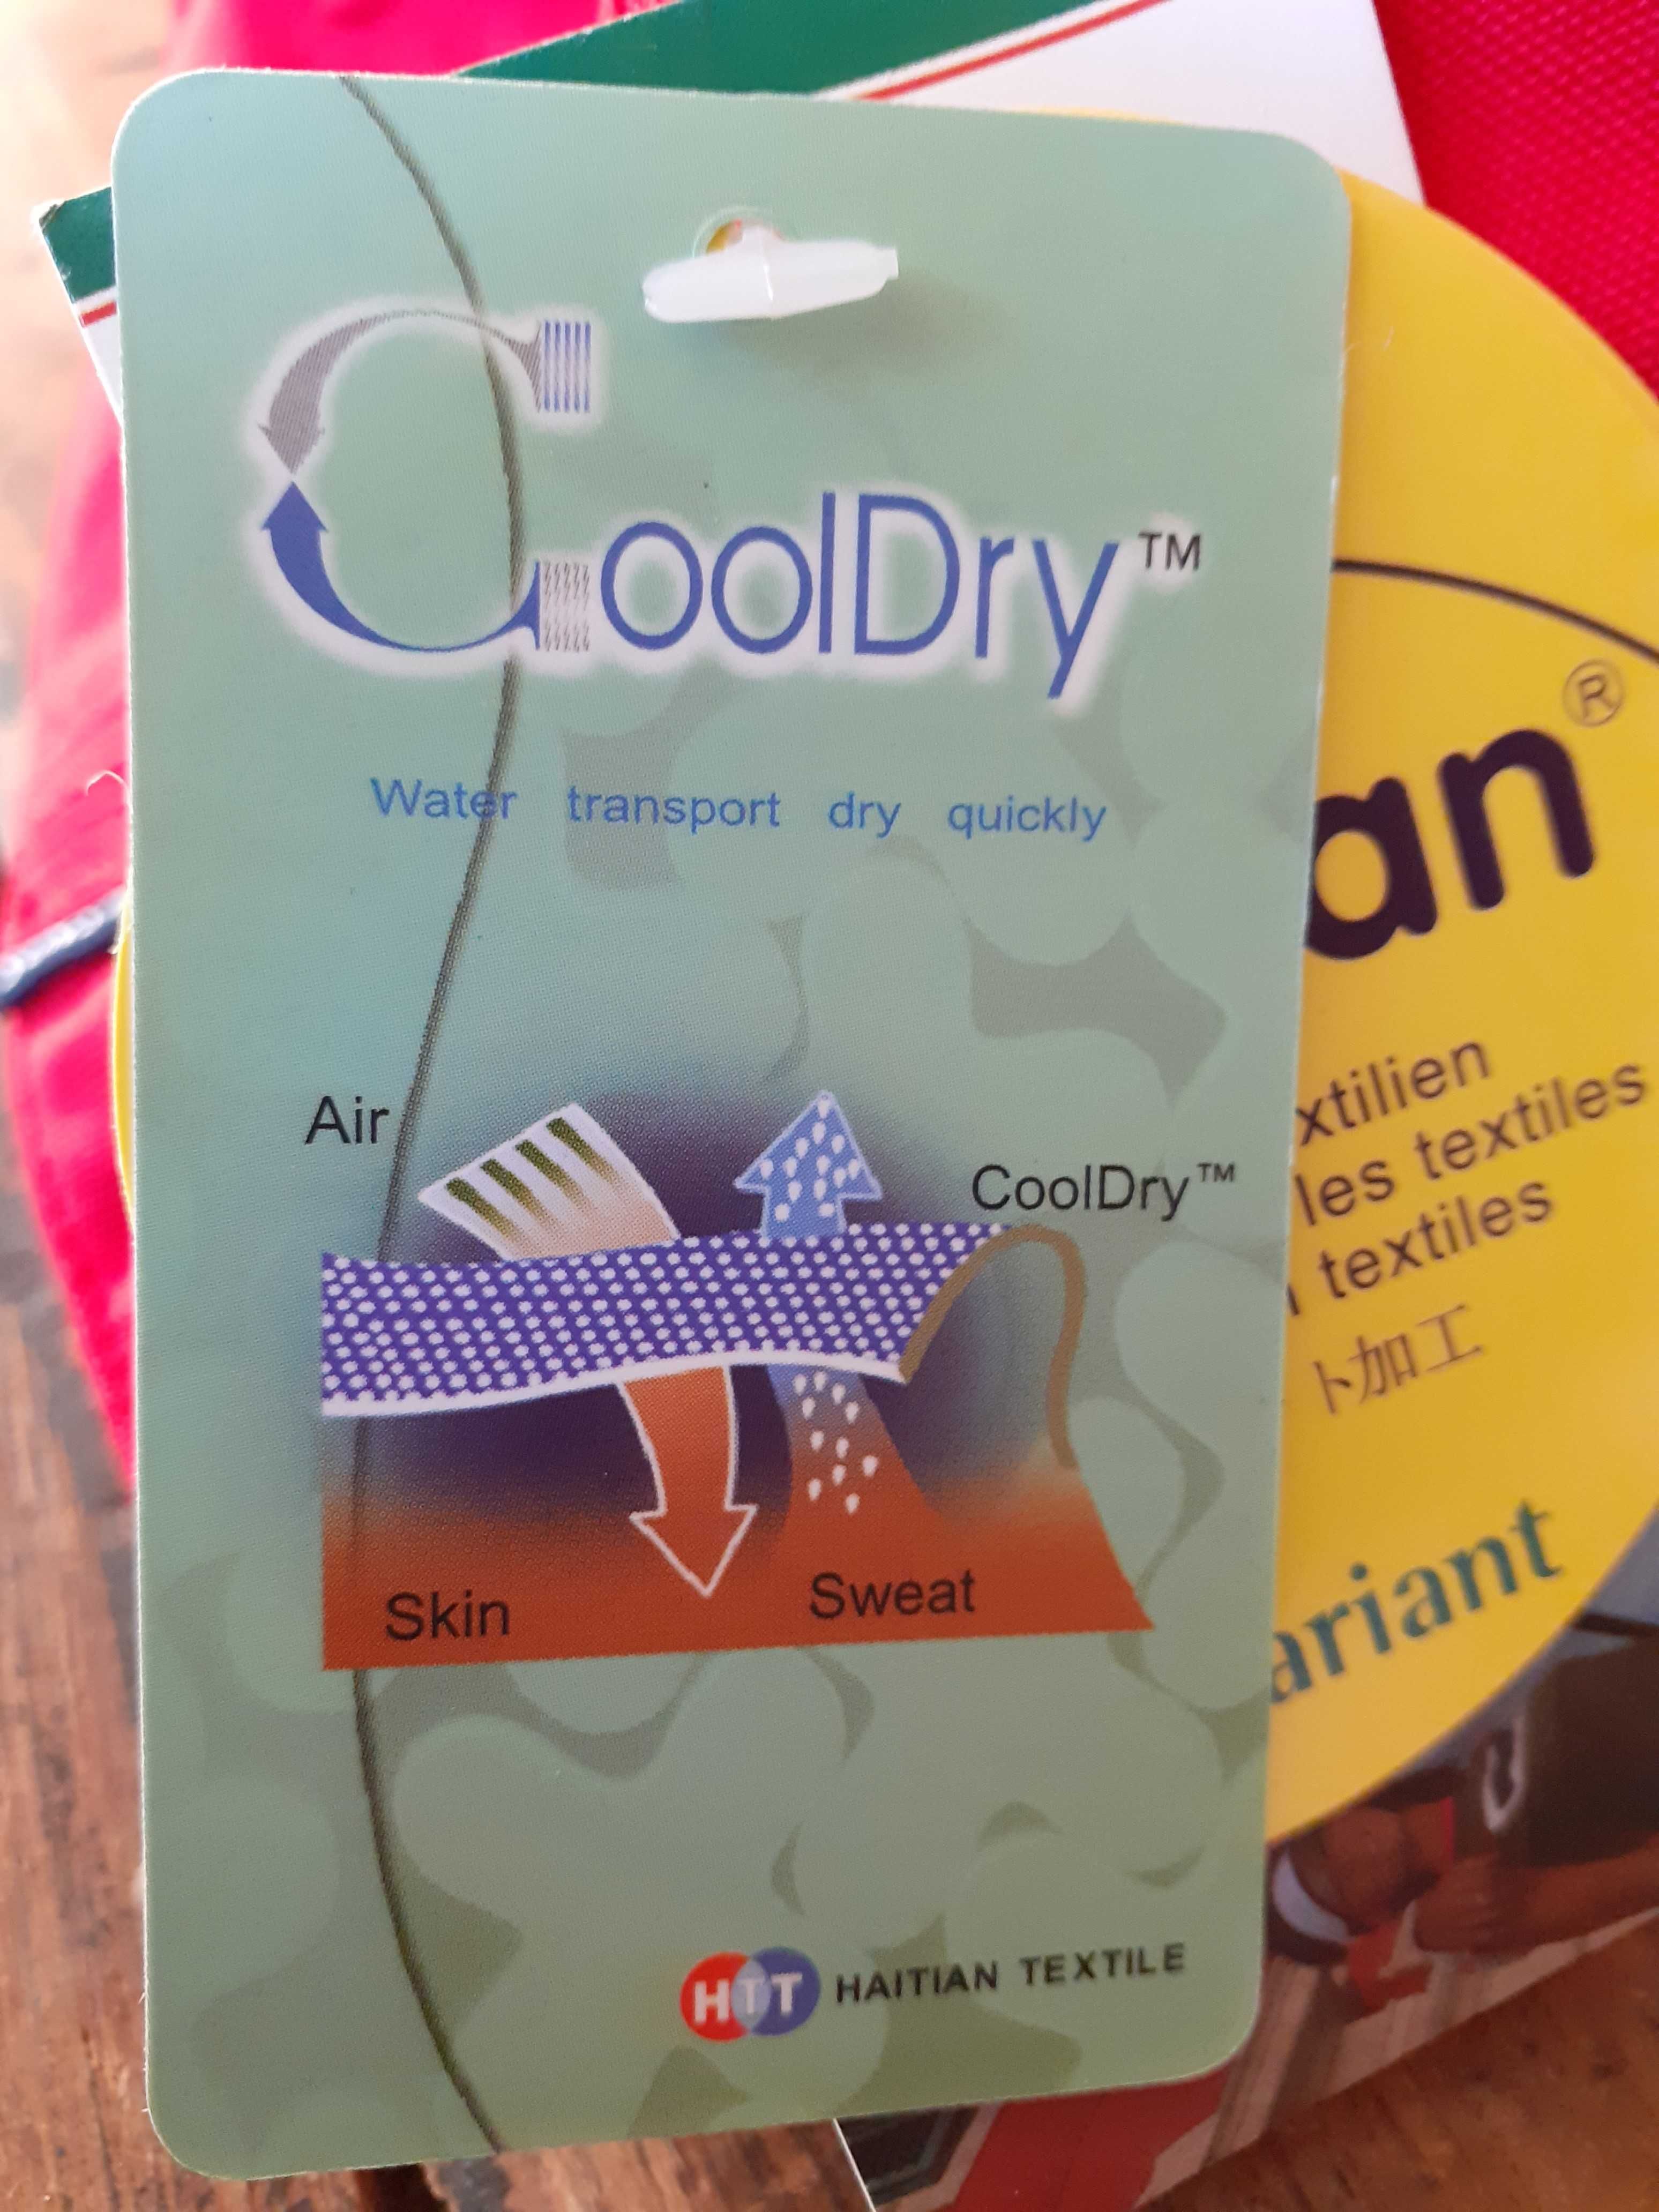 CoolDry™
Water transport dry quickly
Air
CoolDry™
Skin
Sweat
HTT HAITIAN TEXTILE
an®
xtilien
les textiles
textiles
ト加工
ariant